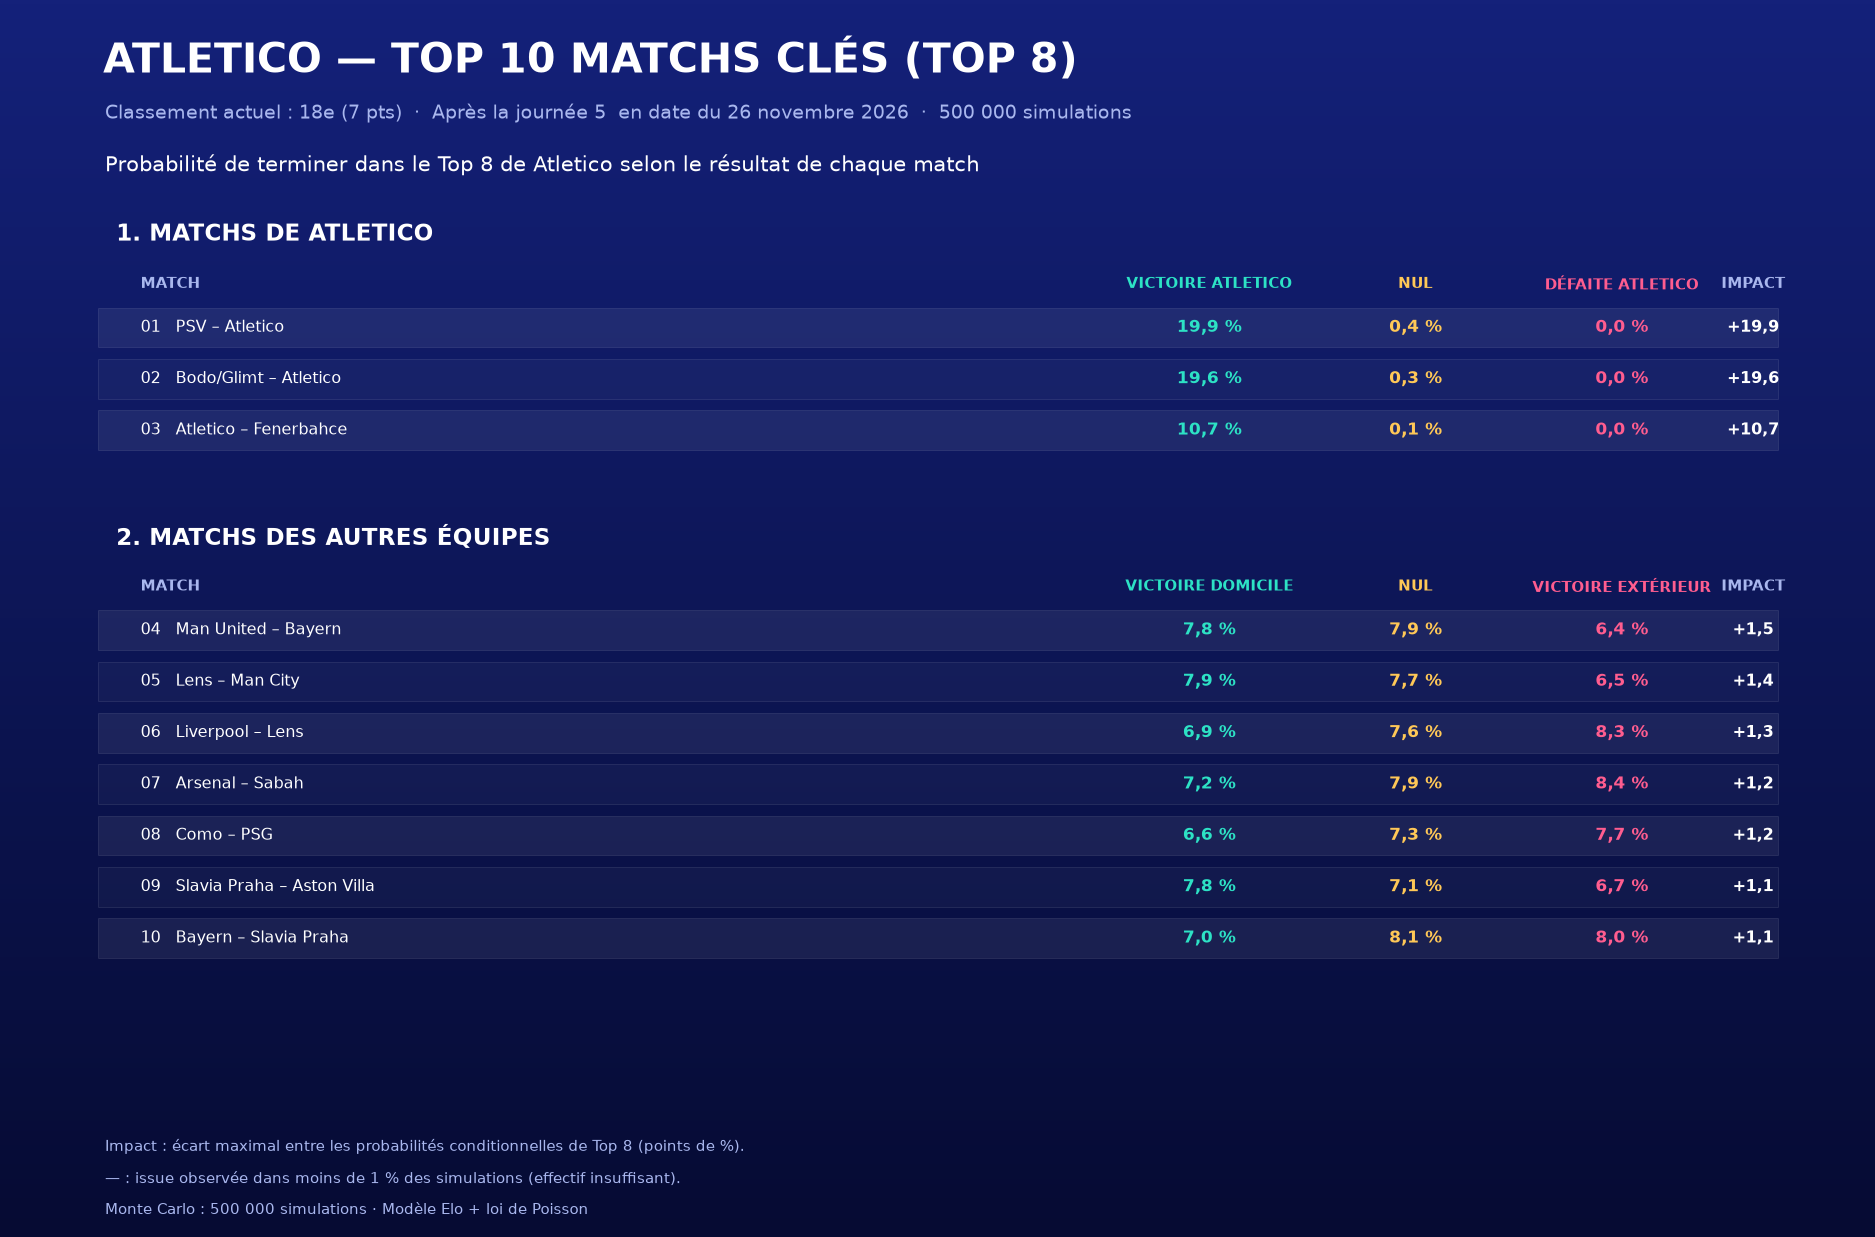 ATLETICO — TOP 10 MATCHS CLÉS (TOP 8)
Classement actuel : 18e (7 pts) · Après la journée 5 en date du 26 novembre 2026 · 500 000 simulations
Probabilité de terminer dans le Top 8 de Atletico selon le résultat de chaque match
1. MATCHS DE ATLETICO
MATCH VICTOIRE ATLETICO NUL DÉFAITE ATLETICO IMPACT
01 PSV – Atletico 19,9 % 0,4 % 0,0 % +19,9
02 Bodo/Glimt – Atletico 19,6 % 0,3 % 0,0 % +19,6
03 Atletico – Fenerbahce 10,7 % 0,1 % 0,0 % +10,7
2. MATCHS DES AUTRES ÉQUIPES
MATCH VICTOIRE DOMICILE NUL VICTOIRE EXTÉRIEUR IMPACT
04 Man United – Bayern 7,8 % 7,9 % 6,4 % +1,5
05 Lens – Man City 7,9 % 7,7 % 6,5 % +1,4
06 Liverpool – Lens 6,9 % 7,6 % 8,3 % +1,3
07 Arsenal – Sabah 7,2 % 7,9 % 8,4 % +1,2
08 Como – PSG 6,6 % 7,3 % 7,7 % +1,2
09 Slavia Praha – Aston Villa 7,8 % 7,1 % 6,7 % +1,1
10 Bayern – Slavia Praha 7,0 % 8,1 % 8,0 % +1,1
Impact : écart maximal entre les probabilités conditionnelles de Top 8 (points de %).
— : issue observée dans moins de 1 % des simulations (effectif insuffisant).
Monte Carlo : 500 000 simulations · Modèle Elo + loi de Poisson